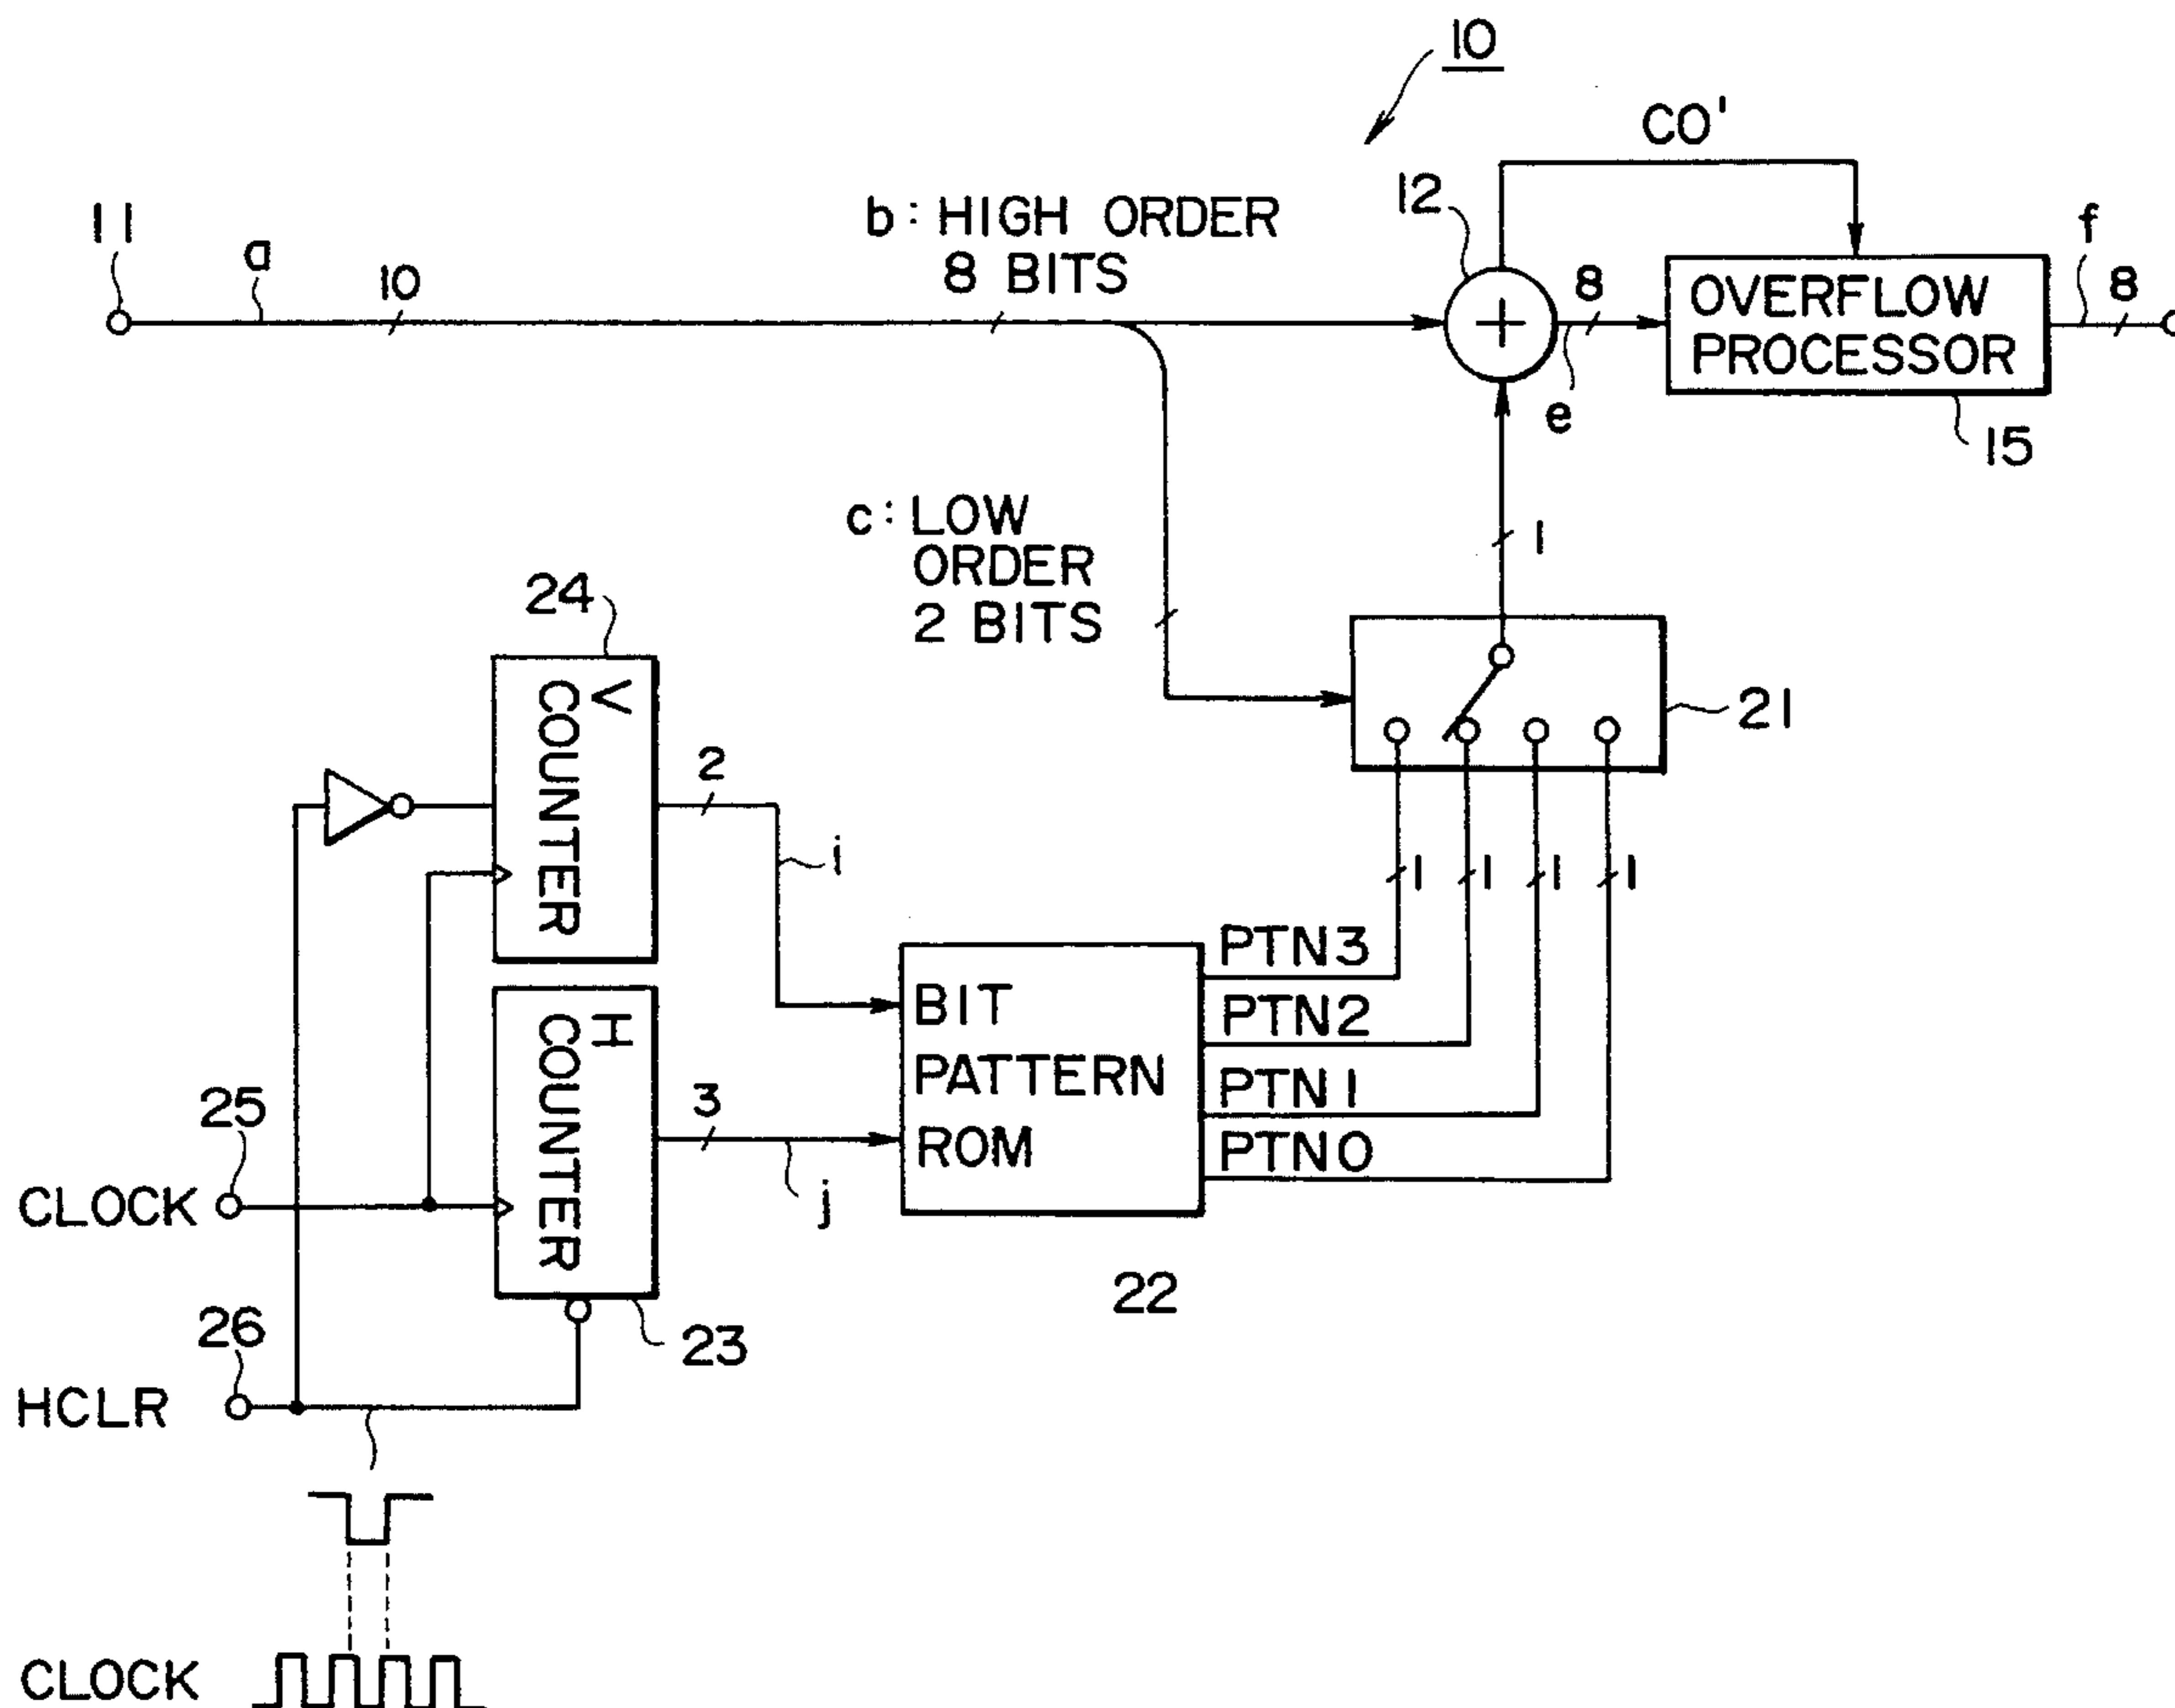 10
CO'
12
11
a
10
b: HIGH ORDER
8 BITS
8
e
OVERFLOW
PROCESSOR
15
f
8
c: LOW
ORDER
2 BITS
1
21
24
V
COUNTER
2
i
1
1
1
1
PTN3
PTN2
PTN1
PTN0
BIT
PATTERN
ROM
22
H
COUNTER
3
j
23
25
CLOCK
26
HCLR
CLOCK